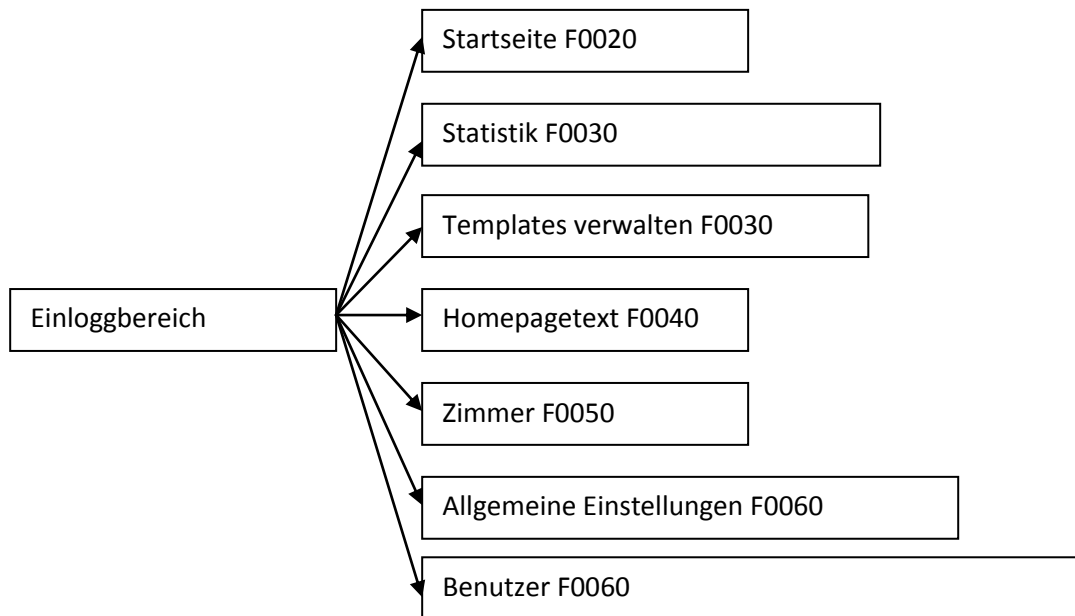 Startseite F0020
Statistik F0030
Templates verwalten F0030
Einloggbereich
Homepagetext F0040
Zimmer F0050
Allgemeine Einstellungen F0060
Benutzer F0060